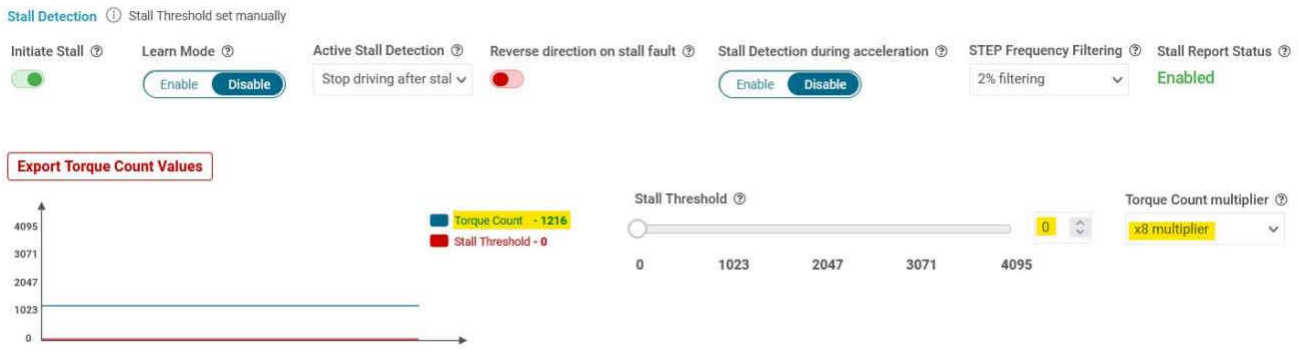 Stall Detection ⓘ Stall Threshold set manually
Initiate Stall Learn Mode Active Stall Detection Reverse direction on stall fault Stall Detection during acceleration STEP Frequency Filtering Stall Report Status
Enable Disable Stop driving after stal Enable Disable 2% filtering Enabled
Export Torque Count Values
Stall Threshold Torque Count multiplier
Torque Count - 1216
Stall Threshold - 0
0 x8 multiplier
0 1023 2047 3071 4095
4095
3071
2047
1023
0